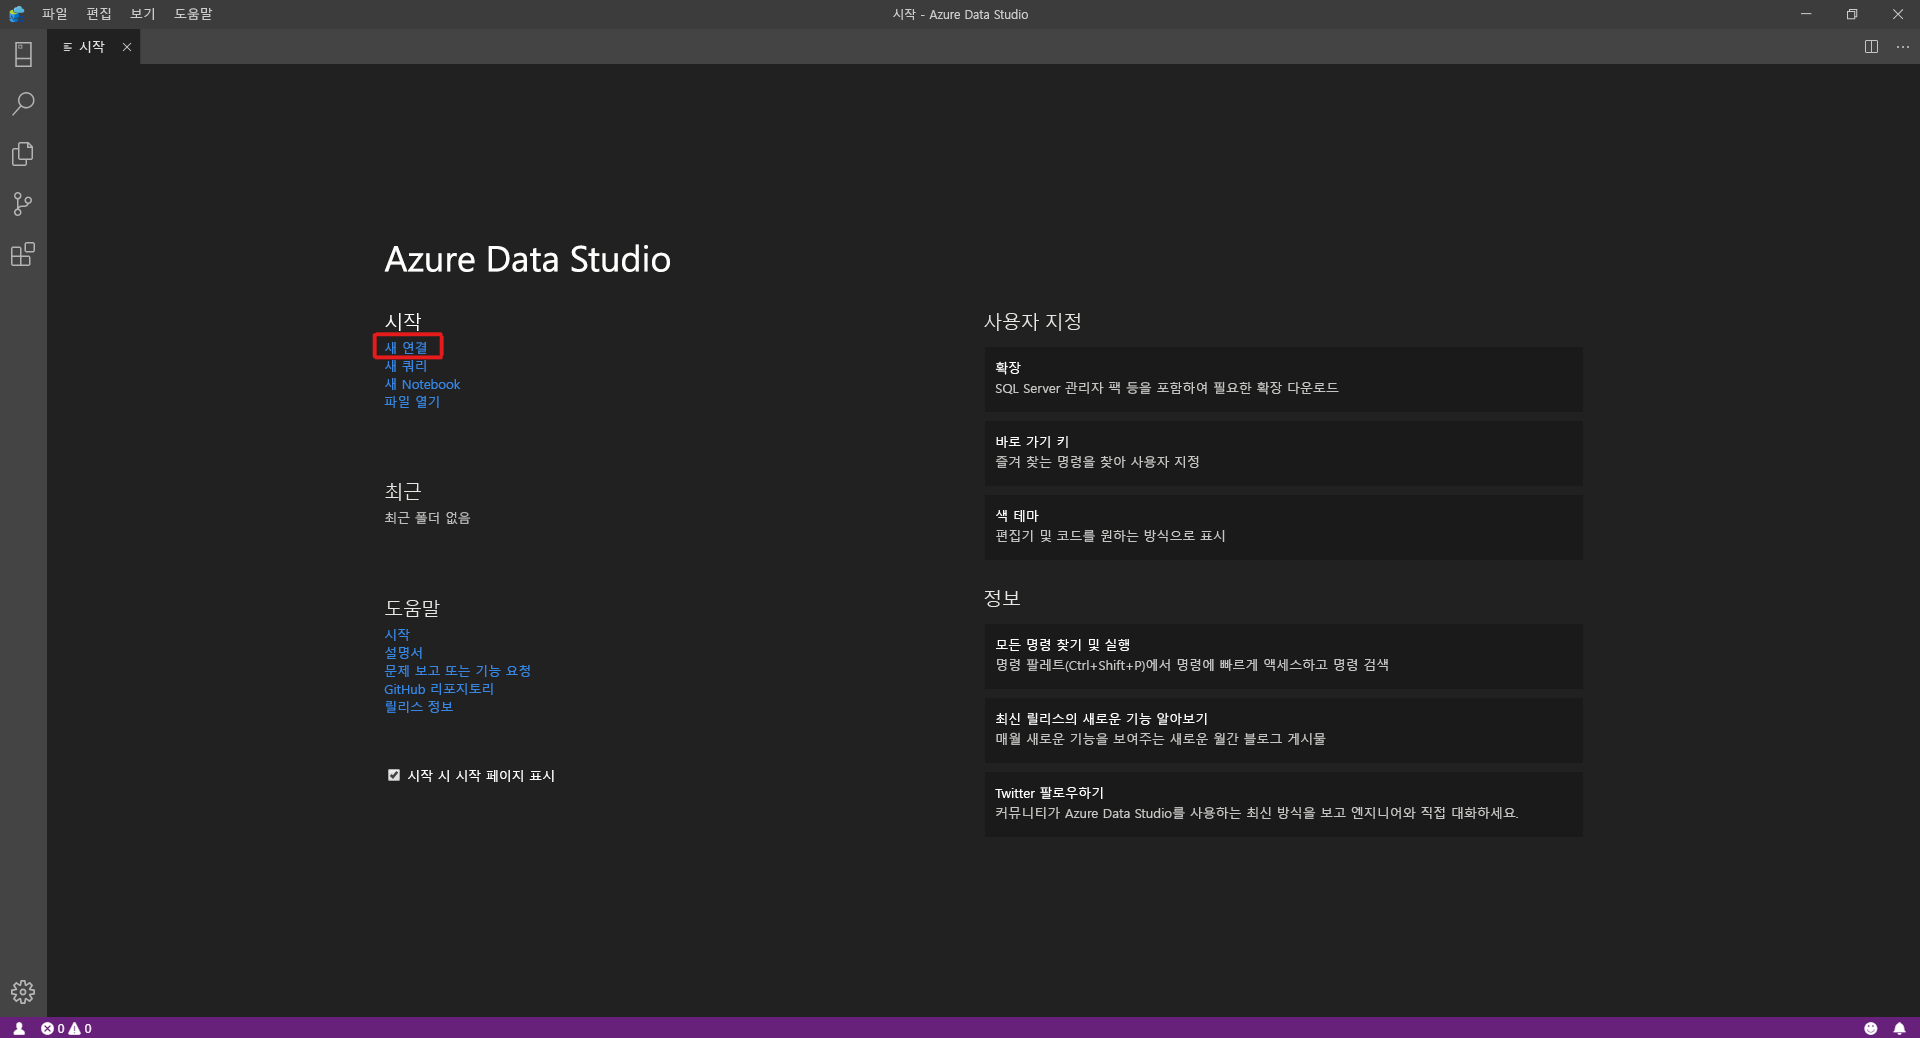 파일 편집 보기 도움말
시작 - Azure Data Studio
시작
Azure Data Studio
시작
새 연결
새 쿼리
새 Notebook
파일 열기
최근
최근 폴더 없음
도움말
시작
설명서
문제 보고 또는 기능 요청
GitHub 리포지토리
릴리스 정보
시작 시 시작 페이지 표시
사용자 지정
확장
SQL Server 관리자 팩 등을 포함하여 필요한 확장 다운로드
바로 가기 키
즐겨 찾는 명령을 찾아 사용자 지정
색 테마
편집기 및 코드를 원하는 방식으로 표시
정보
모든 명령 찾기 및 실행
명령 팔레트(Ctrl+Shift+P)에서 명령에 빠르게 액세스하고 명령 검색
최신 릴리스의 새로운 기능 알아보기
매월 새로운 기능을 보여주는 새로운 월간 블로그 게시물
Twitter 팔로우하기
커뮤니티가 Azure Data Studio를 사용하는 최신 방식을 보고 엔지니어와 직접 대화하세요.
0 0